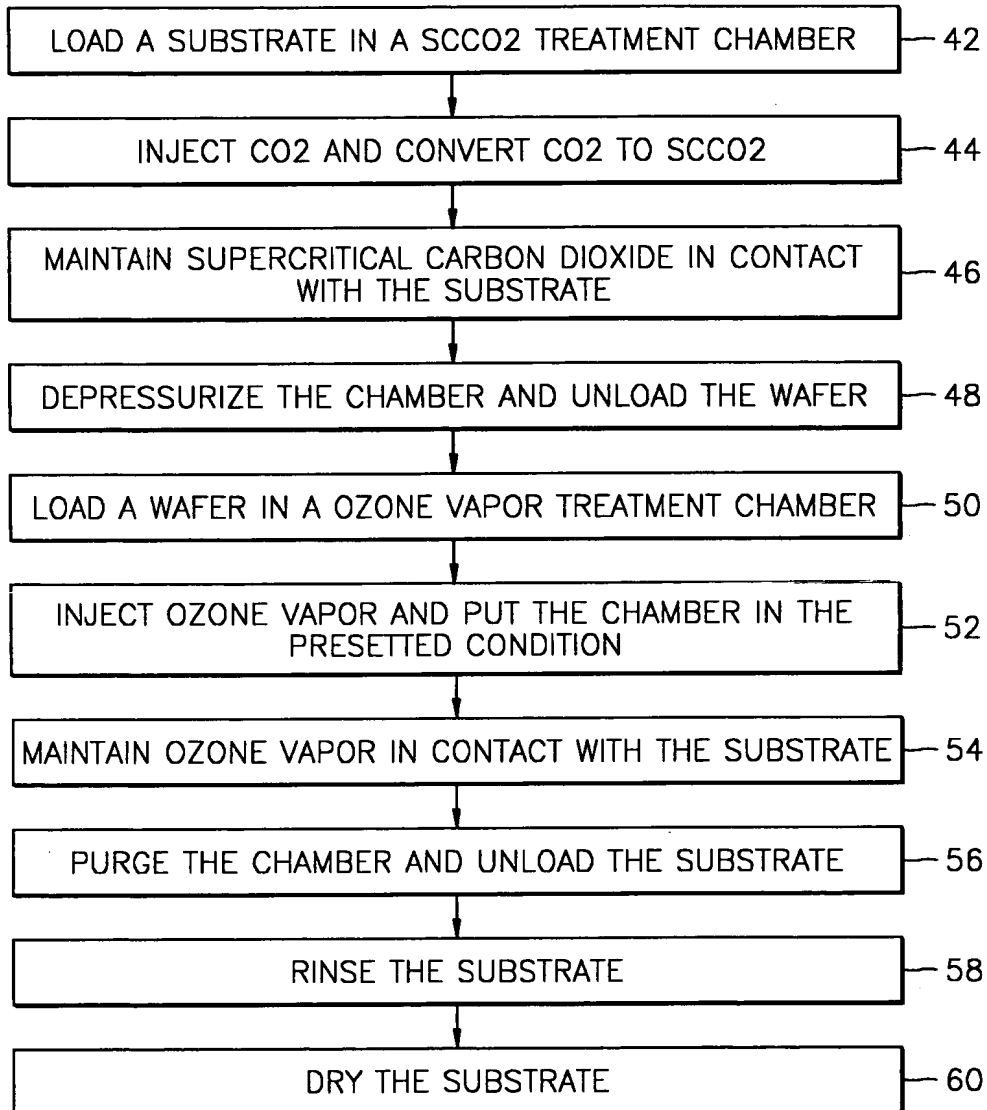 LOAD A SUBSTRATE IN A SCCO2 TREATMENT CHAMBER 42
INJECT CO2 AND CONVERT CO2 TO SCCO2 44
MAINTAIN SUPERCRITICAL CARBON DIOXIDE IN CONTACT
WITH THE SUBSTRATE 46
DEPRESSURIZE THE CHAMBER AND UNLOAD THE WAFER 48
LOAD A WAFER IN A OZONE VAPOR TREATMENT CHAMBER 50
INJECT OZONE VAPOR AND PUT THE CHAMBER IN THE
PRESETTED CONDITION 52
MAINTAIN OZONE VAPOR IN CONTACT WITH THE SUBSTRATE 54
PURGE THE CHAMBER AND UNLOAD THE SUBSTRATE 56
RINSE THE SUBSTRATE 58
DRY THE SUBSTRATE 60